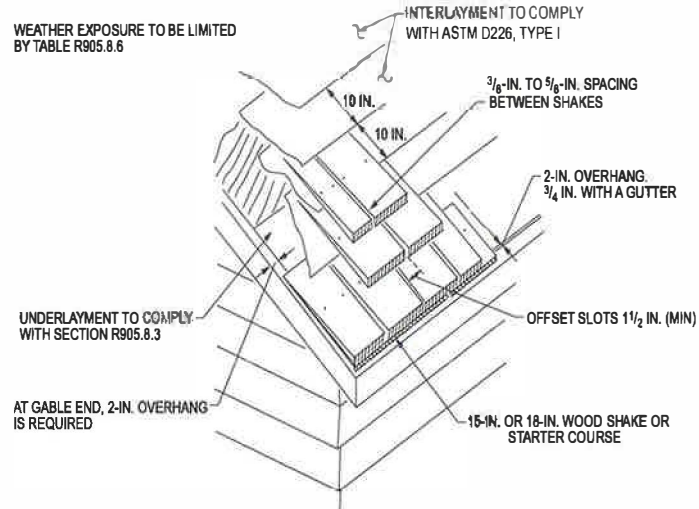 WEATHER EXPOSURE TO BE LIMITED
BY TABLE R905.8.6
INTERLAYMENT TO COMPLY
WITH ASTM D226, TYPE I
3/8-IN. TO 5/8-IN. SPACING
BETWEEN SHAKES
10 IN.
10 IN.
2-IN. OVERHANG.
3/4 IN. WITH A GUTTER
UNDERLAYMENT TO COMPLY
WITH SECTION R905.8.3
OFFSET SLOTS 1 1/2 IN. (MIN)
AT GABLE END, 2-IN. OVERHANG
IS REQUIRED
15-IN. OR 18-IN. WOOD SHAKE OR
STARTER COURSE